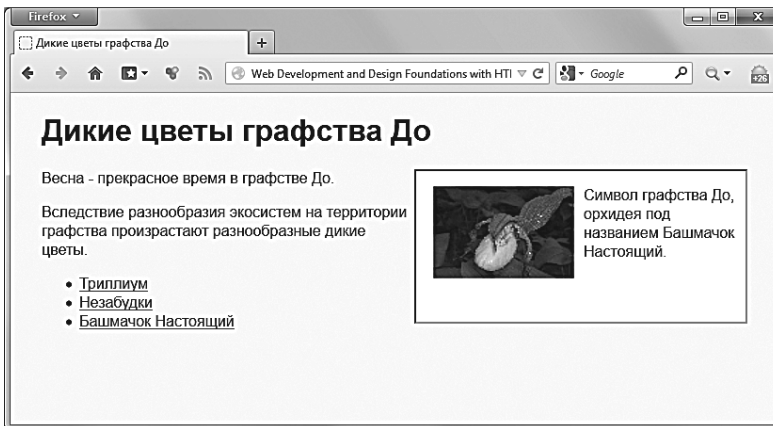 Firefox
Дикие цветы графства До
Web Development and Design Foundations with HTI
Google
+26
Дикие цветы графства До
Весна - прекрасное время в графстве До.
Вследствие разнообразия экосистем на территории
графства произрастают разнообразные дикие
цветы.
Триллиум
Незабудки
Башмачок Настоящий
Символ графства До,
орхидея под
названием Башмачок
Настоящий.